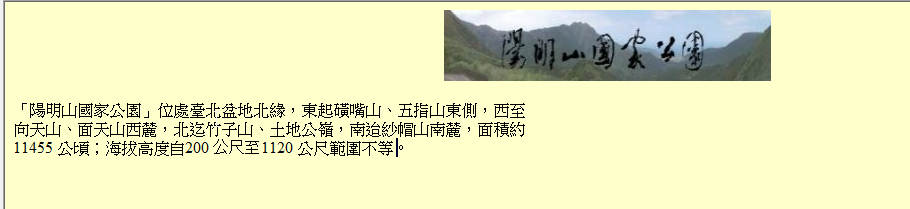 陽明山國家公園
「陽明山國家公園」位處臺北盆地北緣，東起磺嘴山、五指山東側，西至
向天山、面天山西麓，北迄竹子山、土地公嶺，南迨紗帽山南麓，面積約
11455 公頃；海拔高度自200 公尺至1120 公尺範圍不等。